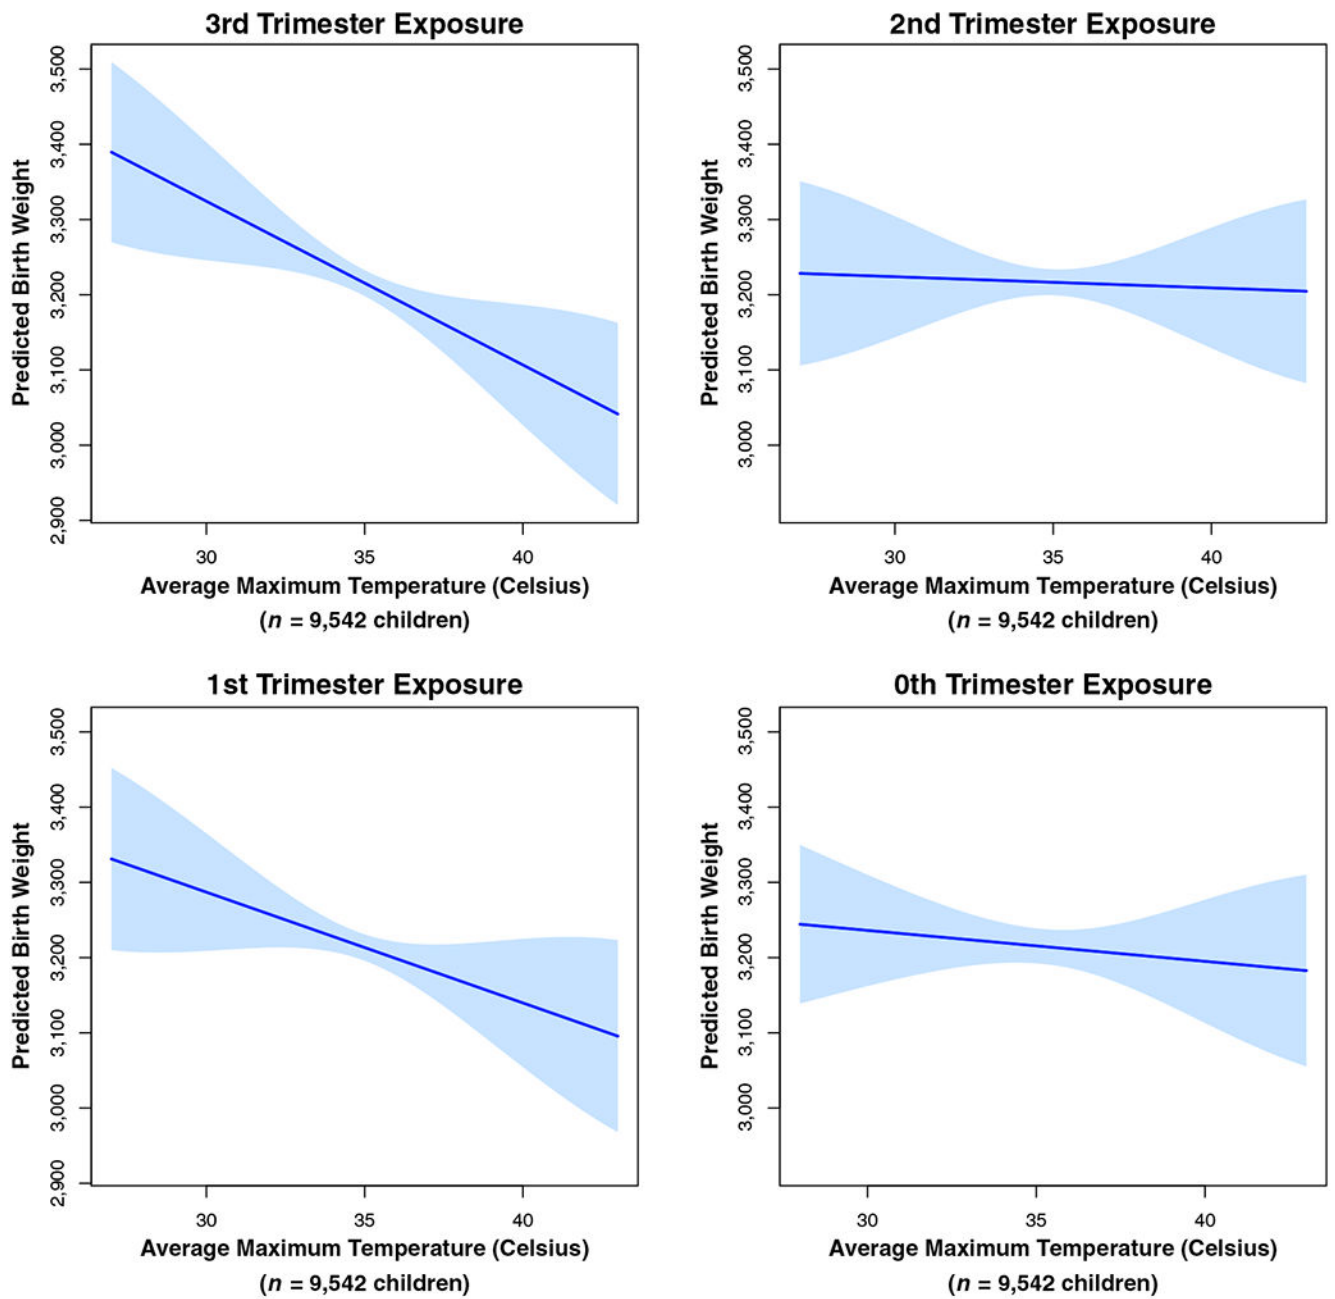 3rd Trimester Exposure
Predicted Birth Weight
3,500
3,400
3,300
3,200
3,100
3,000
2,900
30 35 40
Average Maximum Temperature (Celsius)
(n = 9,542 children)
2nd Trimester Exposure
Predicted Birth Weight
3,500
3,400
3,300
3,200
3,100
3,000
30 35 40
Average Maximum Temperature (Celsius)
(n = 9,542 children)
1st Trimester Exposure
Predicted Birth Weight
3,500
3,400
3,300
3,200
3,100
3,000
2,900
30 35 40
Average Maximum Temperature (Celsius)
(n = 9,542 children)
0th Trimester Exposure
Predicted Birth Weight
3,500
3,400
3,300
3,200
3,100
3,000
30 35 40
Average Maximum Temperature (Celsius)
(n = 9,542 children)